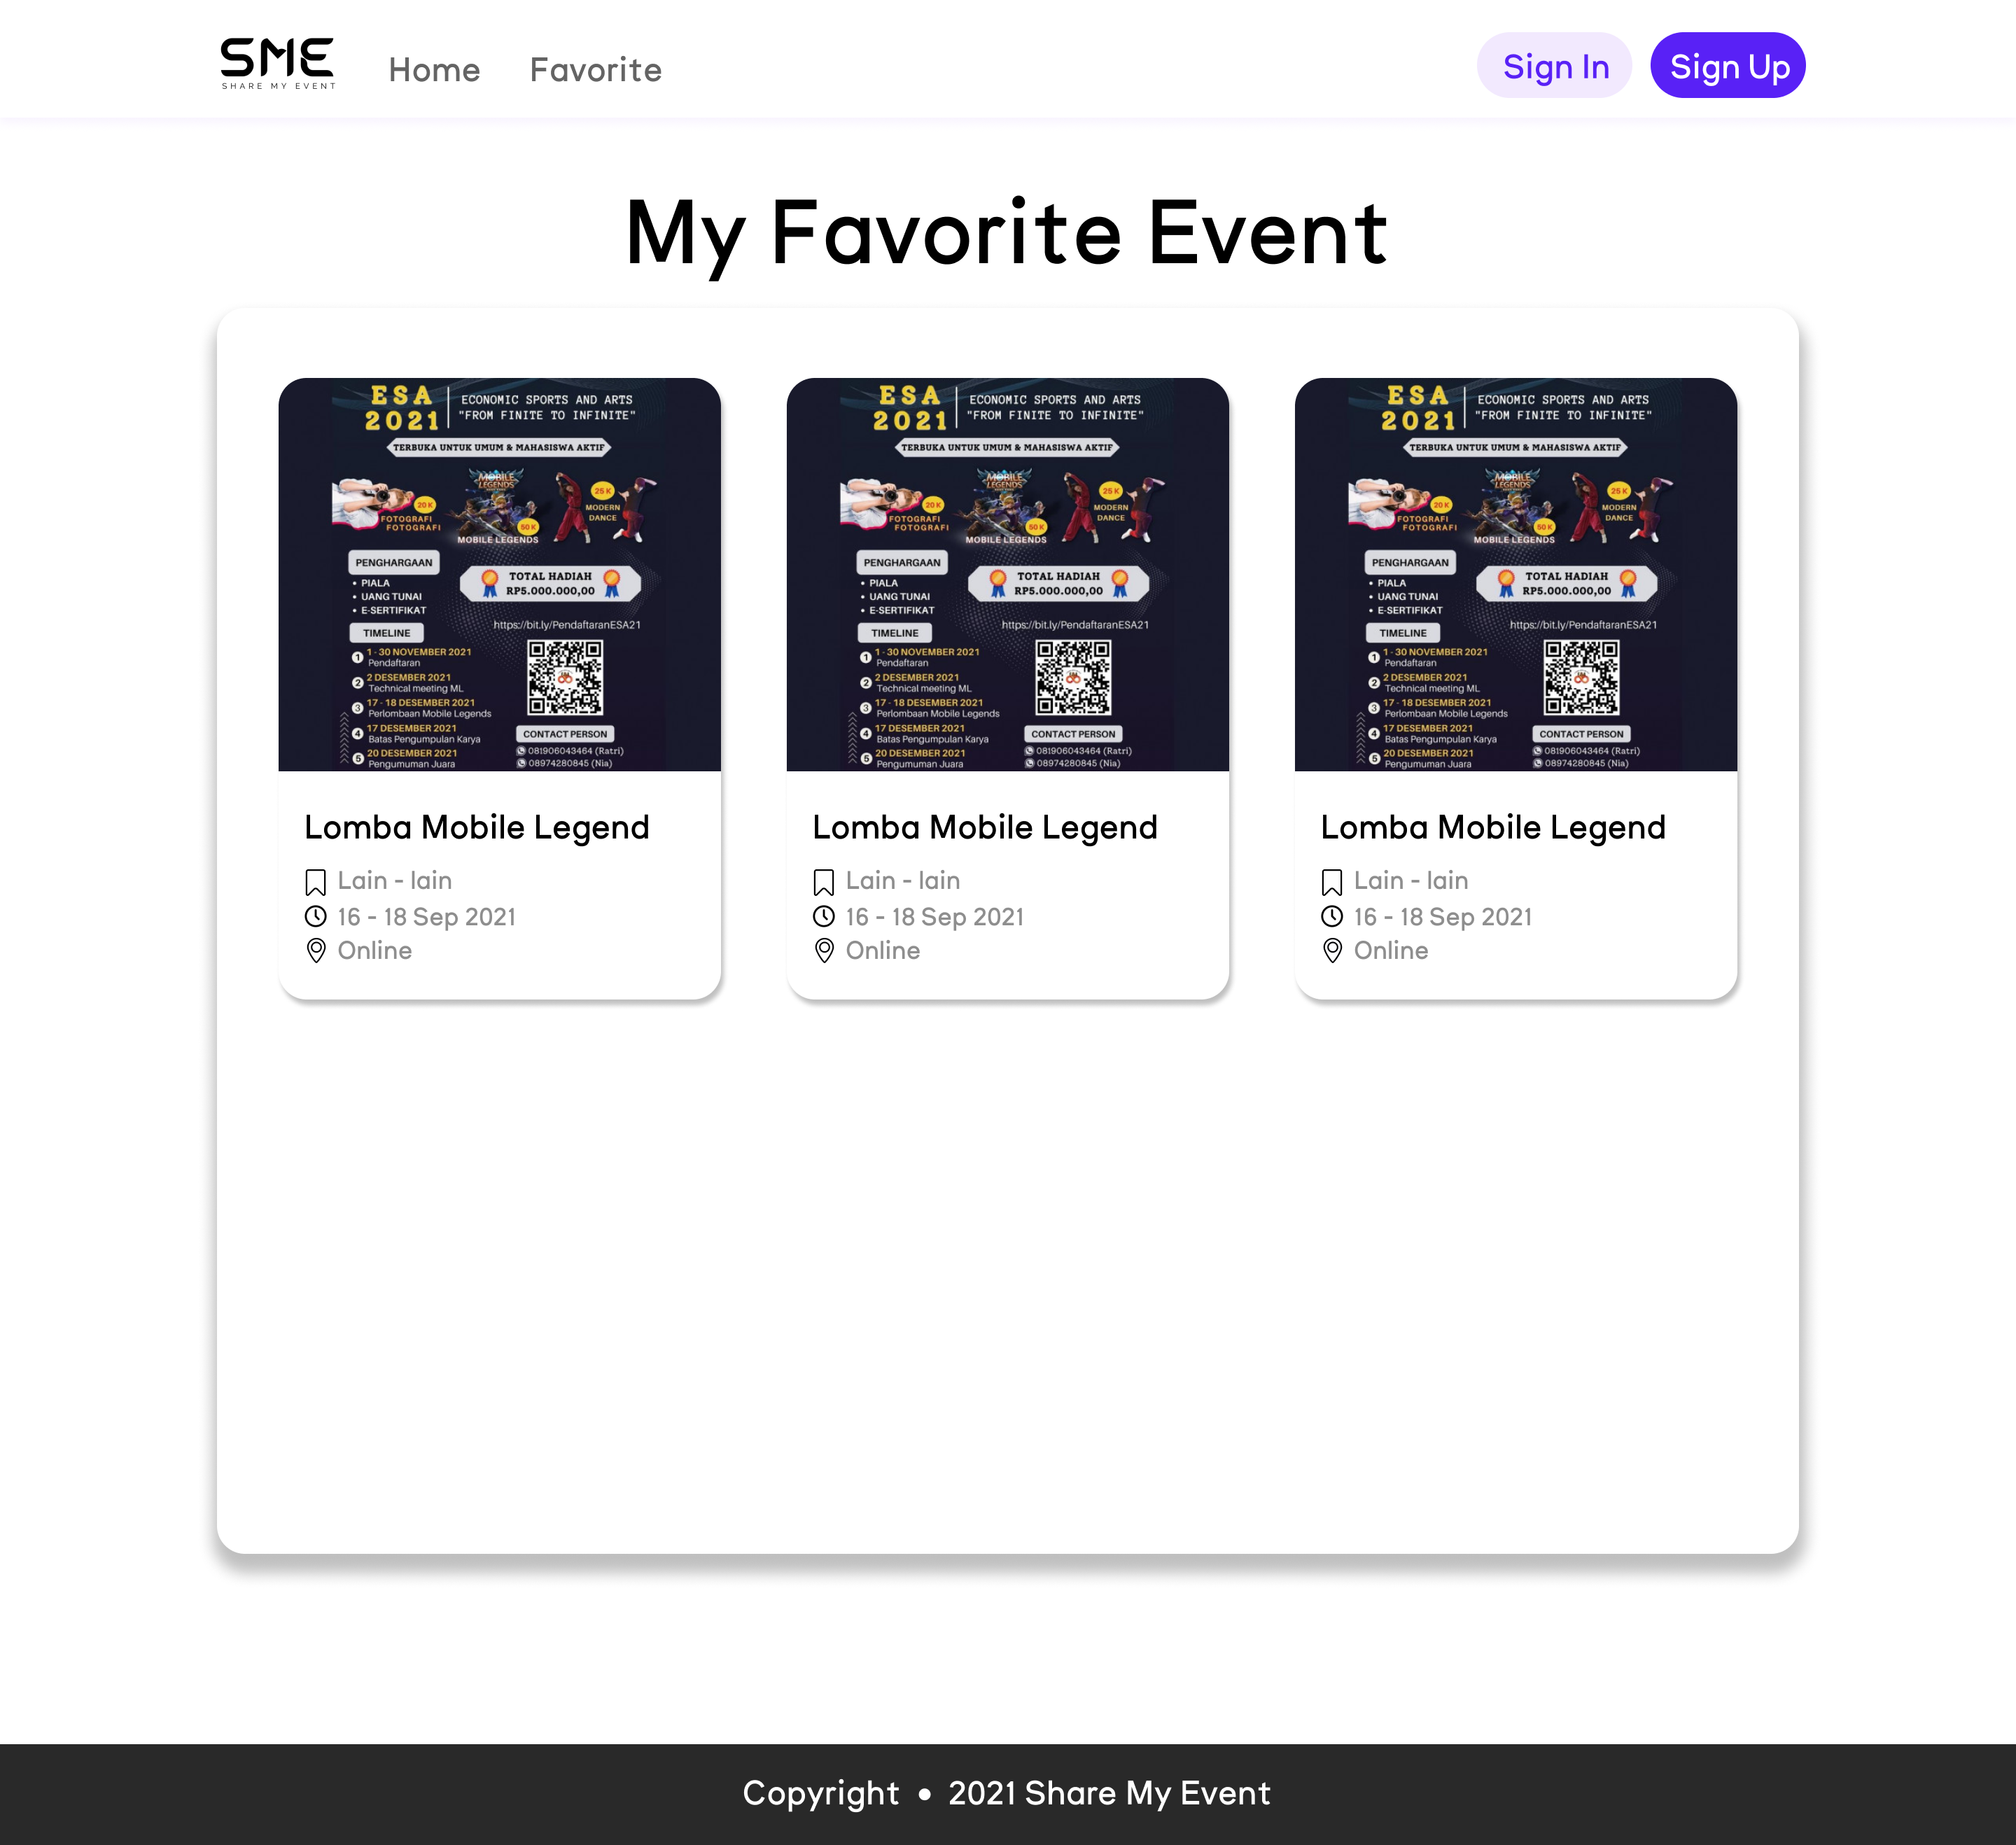 SME
SHARE MY EVENT
Home
Favorite
Sign In
Sign Up
My Favorite Event
ESA
2021
ECONOMIC SPORTS AND ARTS
"FROM FINITE TO INFINITE"
TERBUKA UNTUK UMUM & MAHASISWA AKTIF
MOBILE
LEGENDS
20 K
FOTOGRAFI
FOTOGRAFI
50 K
MOBILE LEGENDS
25 K
MODERN
DANCE
PENGHARGAAN
• PIALA
• UANG TUNAI
• E-SERTIFIKAT
TOTAL HADIAH
RP5.000.000,00
https://bit.ly/PendaftaranESA21
TIMELINE
1 1 - 30 NOVEMBER 2021
Pendaftaran
2 2 DESEMBER 2021
Technical meeting ML
3 17 - 18 DESEMBER 2021
Perlombaan Mobile Legends
4 17 DESEMBER 2021
Batas Pengumpulan Karya
5 20 DESEMBER 2021
Pengumuman Juara
CONTACT PERSON
081906043464 (Ratri)
08974280845 (Nia)
Lomba Mobile Legend
Lain - lain
16 - 18 Sep 2021
Online
ESA
2021
ECONOMIC SPORTS AND ARTS
"FROM FINITE TO INFINITE"
TERBUKA UNTUK UMUM & MAHASISWA AKTIF
MOBILE
LEGENDS
20 K
FOTOGRAFI
FOTOGRAFI
50 K
MOBILE LEGENDS
25 K
MODERN
DANCE
PENGHARGAAN
• PIALA
• UANG TUNAI
• E-SERTIFIKAT
TOTAL HADIAH
RP5.000.000,00
https://bit.ly/PendaftaranESA21
TIMELINE
1 1 - 30 NOVEMBER 2021
Pendaftaran
2 2 DESEMBER 2021
Technical meeting ML
3 17 - 18 DESEMBER 2021
Perlombaan Mobile Legends
4 17 DESEMBER 2021
Batas Pengumpulan Karya
5 20 DESEMBER 2021
Pengumuman Juara
CONTACT PERSON
081906043464 (Ratri)
08974280845 (Nia)
Lomba Mobile Legend
Lain - lain
16 - 18 Sep 2021
Online
ESA
2021
ECONOMIC SPORTS AND ARTS
"FROM FINITE TO INFINITE"
TERBUKA UNTUK UMUM & MAHASISWA AKTIF
MOBILE
LEGENDS
20 K
FOTOGRAFI
FOTOGRAFI
50 K
MOBILE LEGENDS
25 K
MODERN
DANCE
PENGHARGAAN
• PIALA
• UANG TUNAI
• E-SERTIFIKAT
TOTAL HADIAH
RP5.000.000,00
https://bit.ly/PendaftaranESA21
TIMELINE
1 1 - 30 NOVEMBER 2021
Pendaftaran
2 2 DESEMBER 2021
Technical meeting ML
3 17 - 18 DESEMBER 2021
Perlombaan Mobile Legends
4 17 DESEMBER 2021
Batas Pengumpulan Karya
5 20 DESEMBER 2021
Pengumuman Juara
CONTACT PERSON
081906043464 (Ratri)
08974280845 (Nia)
Lomba Mobile Legend
Lain - lain
16 - 18 Sep 2021
Online
Copyright • 2021 Share My Event